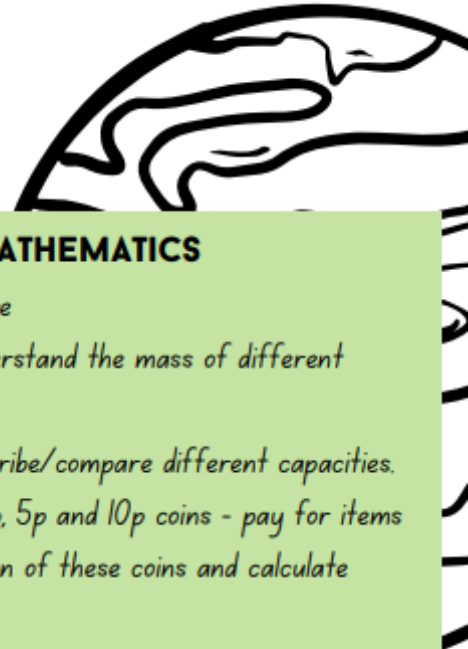 ATHEMATICS
e
erstand the mass of different
ribe/compare different capacities.
, 5p and 10p coins - pay for items
n of these coins and calculate